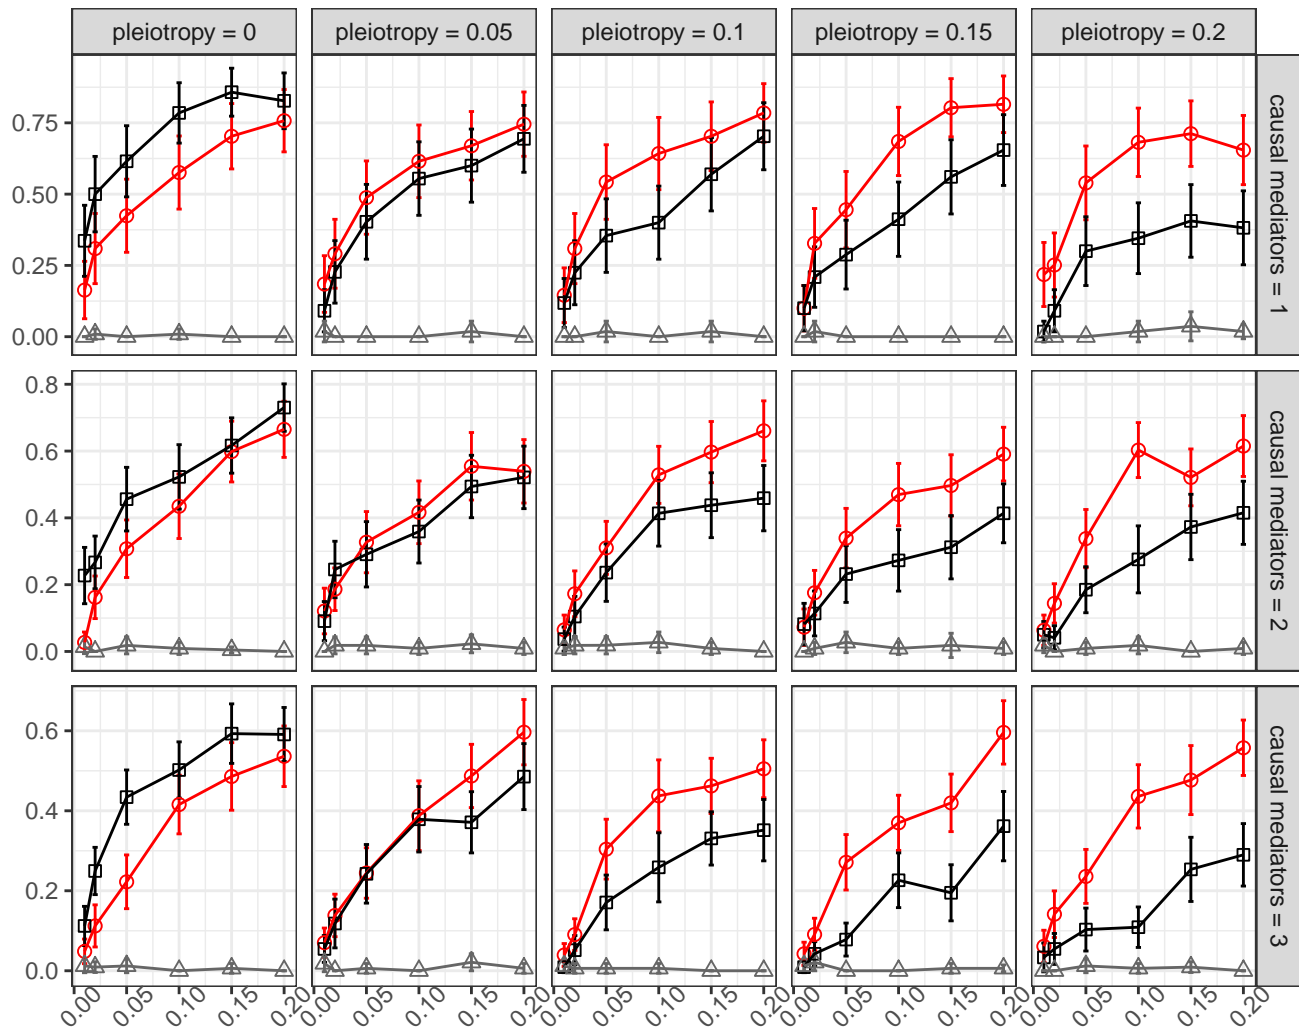 pleiotropy = 0
pleiotropy = 0.05
pleiotropy = 0.1
pleiotropy = 0.15
pleiotropy = 0.2
0.75
0.50
0.25
0.00
causal mediators = 1
0.8
0.6
0.4
0.2
0.0
causal mediators = 2
0.6
0.4
0.2
0.0
causal mediators = 3
0.00 0.05 0.10 0.15 0.20 0.00 0.05 0.10 0.15 0.20 0.00 0.05 0.10 0.15 0.20 0.00 0.05 0.10 0.15 0.20 0.00 0.05 0.10 0.15 0.20